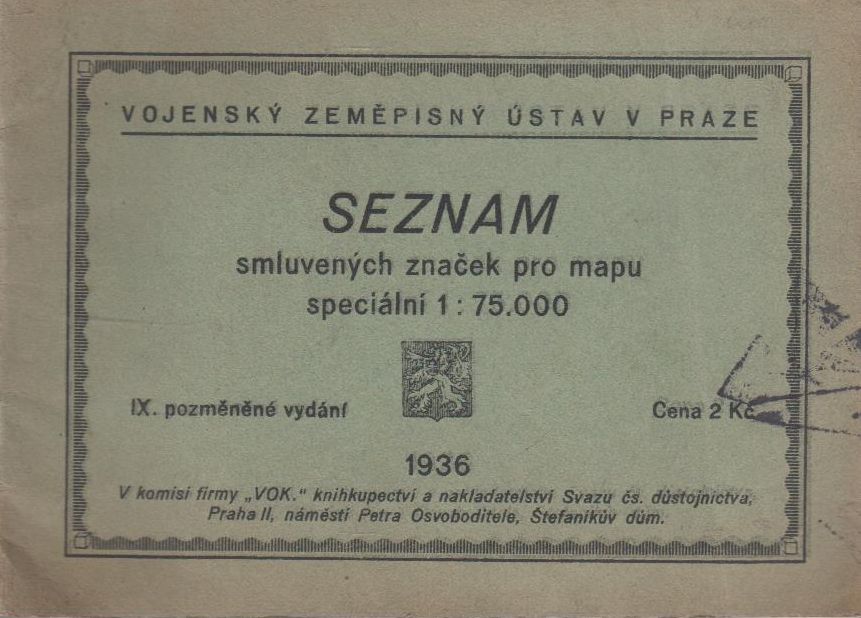 VOJENSKÝ ZEMĚPISNÝ ÚSTAV V PRAZE
SEZNAM
smluvených značek pro mapu
speciální 1 : 75.000
IX. pozměněné vydání
Cena 2 Kč
1936
V komisi firmy „VOK.“ knihkupectví a nakladatelství Svazu čs. důstojnictva,
Praha II, náměstí Petra Osvoboditele, Štefanikův dům.